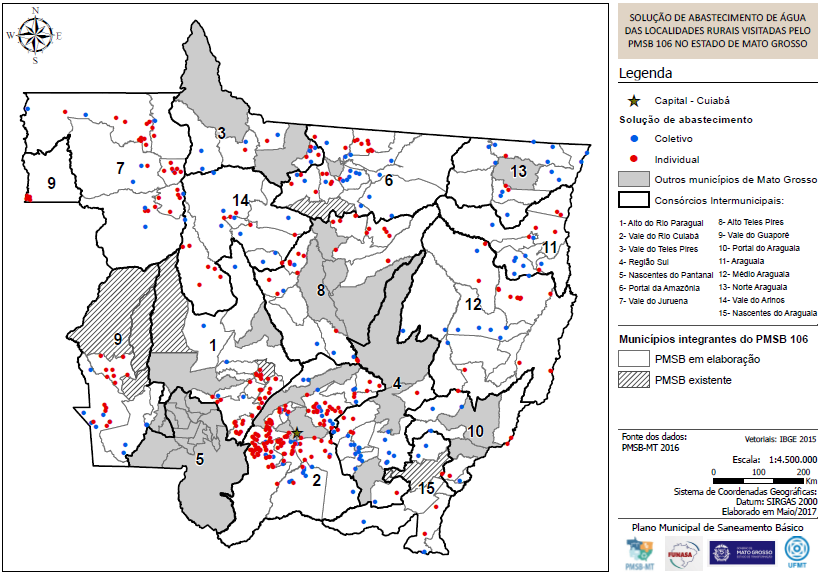 N
W E
S
SOLUÇÃO DE ABASTECIMENTO DE ÁGUA
DAS LOCALIDADES RURAIS VISITADAS PELO
PMSB 106 NO ESTADO DE MATO GROSSO
Legenda
Capital - Cuiabá
Solução de abastecimento
Coletivo
Individual
Outros municípios de Mato Grosso
Consórcios Intermunicipais:
1- Alto do Rio Paraguai
2- Vale do Rio Cuiabá
3- Vale do Teles Pires
4- Região Sul
5- Nascentes do Pantanal
6- Portal da Amazônia
7- Vale do Juruena
8- Alto Teles Pires
9- Vale do Guaporé
10- Portal do Araguaia
11- Araguaia
12- Médio Araguaia
13- Norte Araguaia
14- Vale do Arinos
15- Nascentes do Araguaia
Municípios integrantes do PMSB 106
PMSB em elaboração
PMSB existente
Fonte dos dados:
PMSB-MT 2016
Vetoriais: IBGE 2015
Escala: 1:4.500.000
0 100 200
Km
Sistema de Coordenadas Geográficas:
Datum: SIRGAS 2000
Elaborado em Maio/2017
Plano Municipal de Saneamento Básico
PMSB-MT
FUNASA
MATO GROSSO
UFMT
3
7
9
13
6
14
11
8
12
9
1
4
10
5
2
15